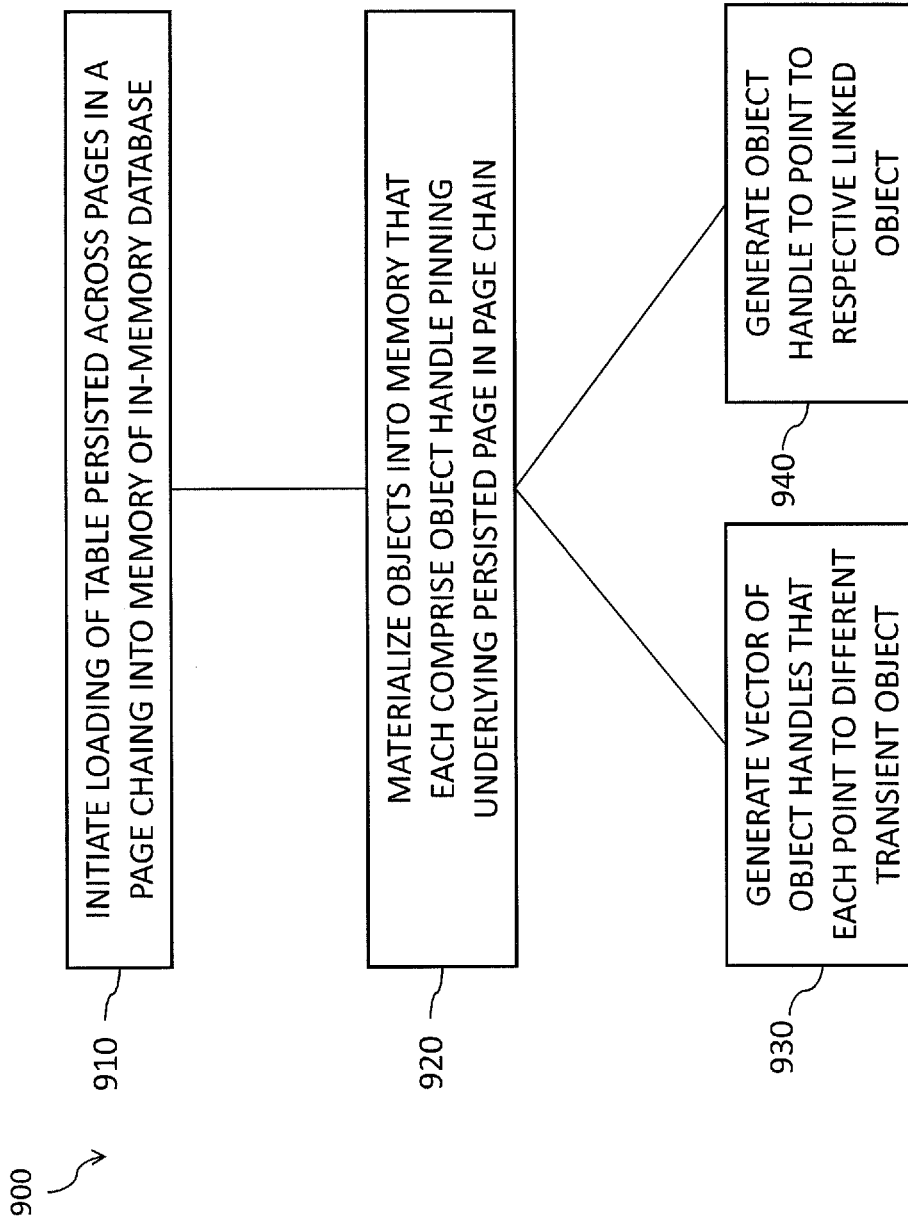 900
910
INITIATE LOADING OF TABLE PERSISTED ACROSS PAGES IN A
PAGE CHAING INTO MEMORY OF IN-MEMORY DATABASE
920
MATERIALIZE OBJECTS INTO MEMORY THAT
EACH COMPRISE OBJECT HANDLE PINNING
UNDERLYING PERSISTED PAGE IN PAGE CHAIN
930
GENERATE VECTOR OF
OBJECT HANDLES THAT
EACH POINT TO DIFFERENT
TRANSIENT OBJECT
940
GENERATE OBJECT
HANDLE TO POINT TO
RESPECTIVE LINKED
OBJECT